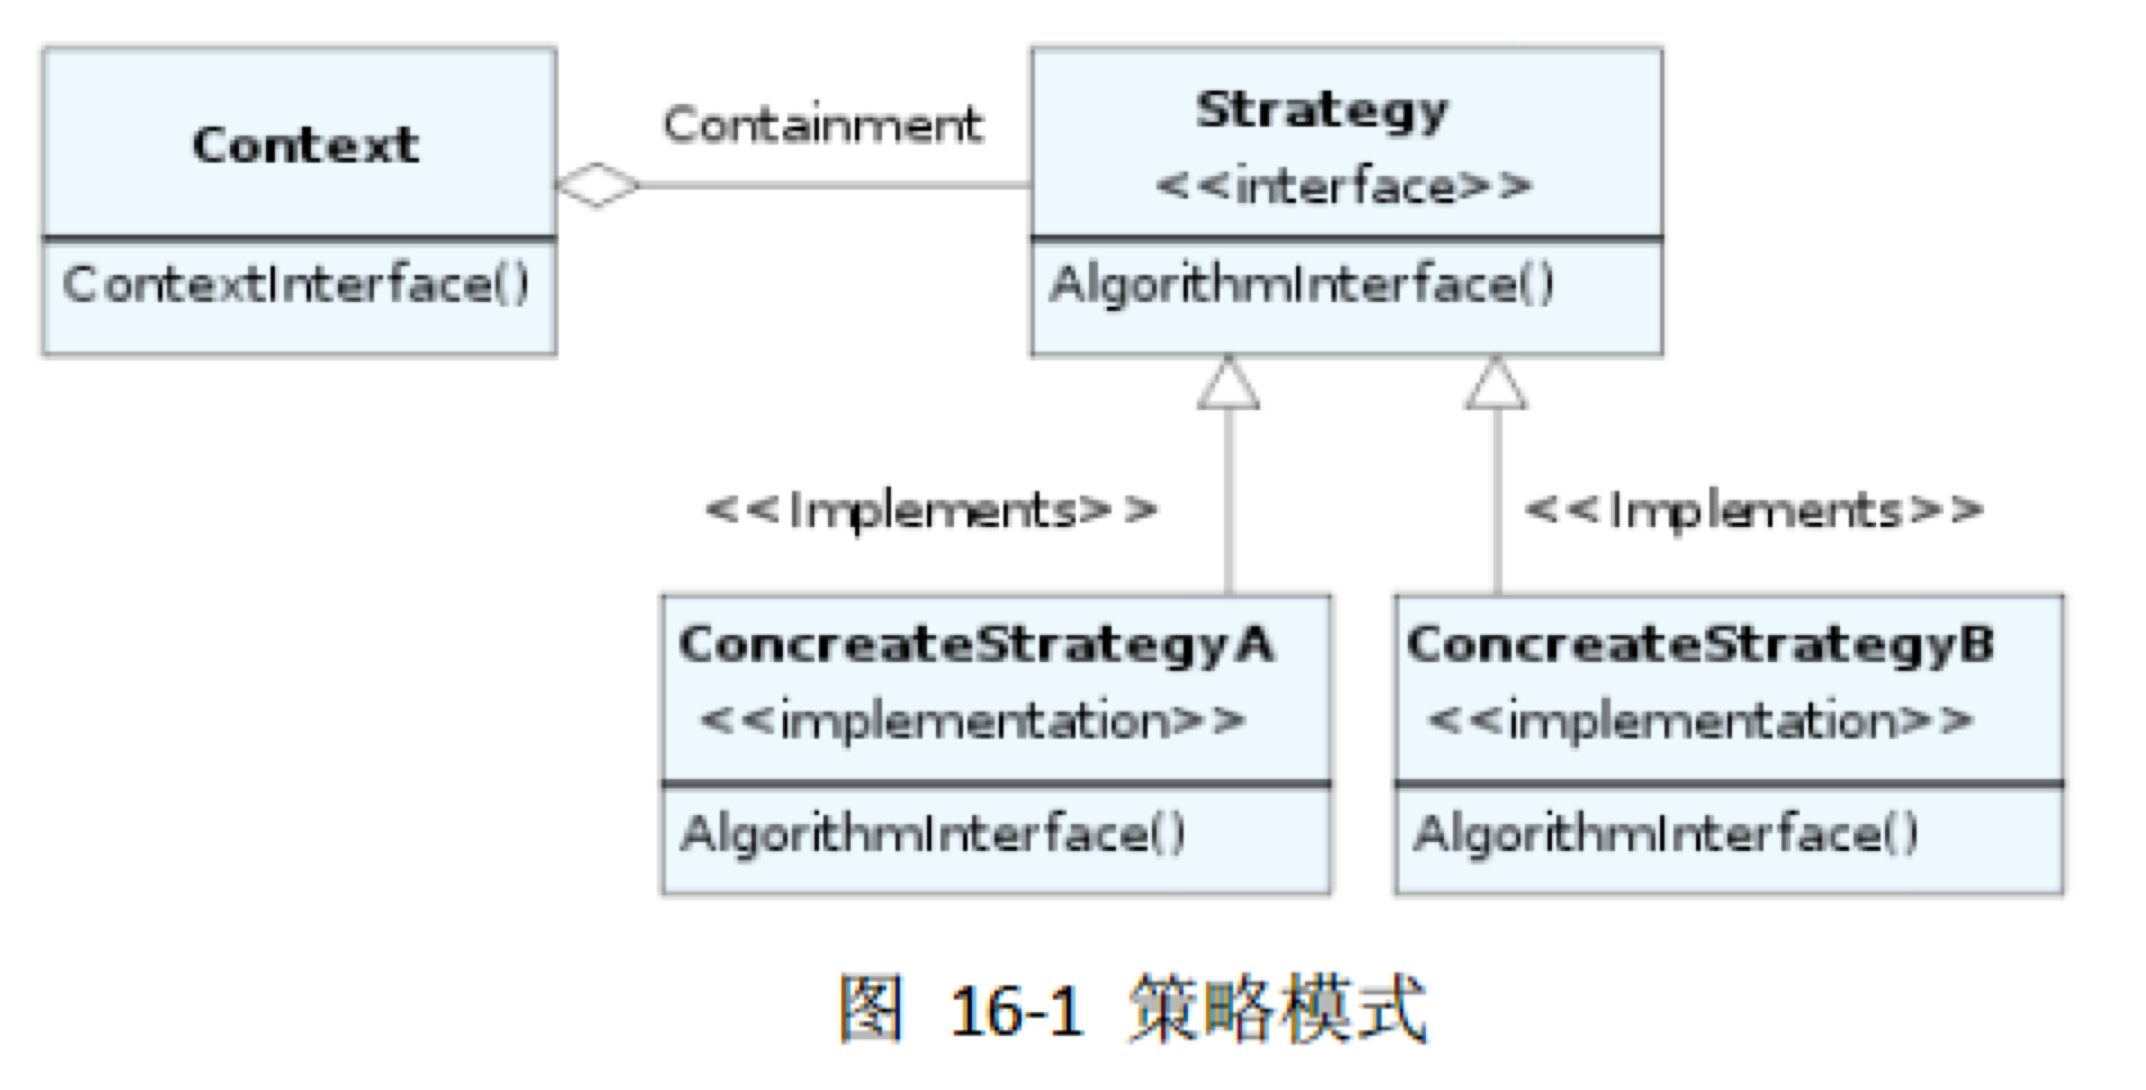 Context
ContextInterface()
Containment
Strategy
<<interface>>
AlgorithmInterface()
<<Implements>>
<<Implements>>
ConcreateStrategyA
<<implementation>>
AlgorithmInterface()
ConcreateStrategyB
<<implementation>>
AlgorithmInterface()
图 16-1 策略模式